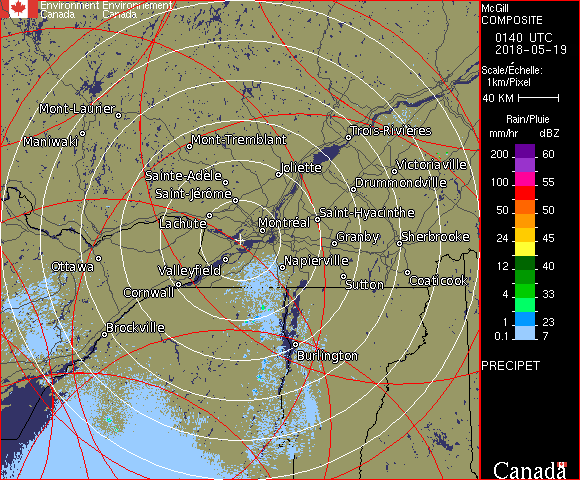 Environment Environnement
Canada Canada
McGill
COMPOSITE
0140 UTC
2018-05-19
Scale/Échelle:
1km/Pixel
40 KM
Rain/Pluie
mm/hr dBZ
200 60
100 55
50 50
24 45
12 40
4 33
1 23
0.1 7
PRECIPET
Mont-Laurier
Maniwaki
Mont-Tremblant
Trois-Rivières
Sainte-Adèle
Joliette
Victoriaville
Saint-Jérôme
Drummondville
Lachute
Montréal
Saint-Hyacinthe
Granby
Sherbrooke
Ottawa
Valleyfield
Napierville
Cornwall
Sutton
Coaticook
Brockville
Burlington
Canada